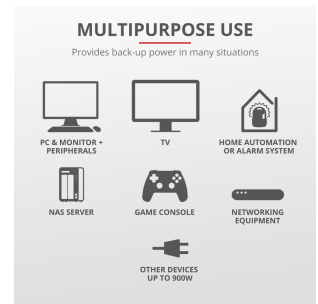 MULTIPURPOSE USE
Provides back-up power in many situations
PC & MONITOR +
PERIPHERALS
TV
HOME AUTOMATION
OR ALARM SYSTEM
NAS SERVER
GAME CONSOLE
NETWORKING
EQUIPMENT
OTHER DEVICES
UP TO 900W